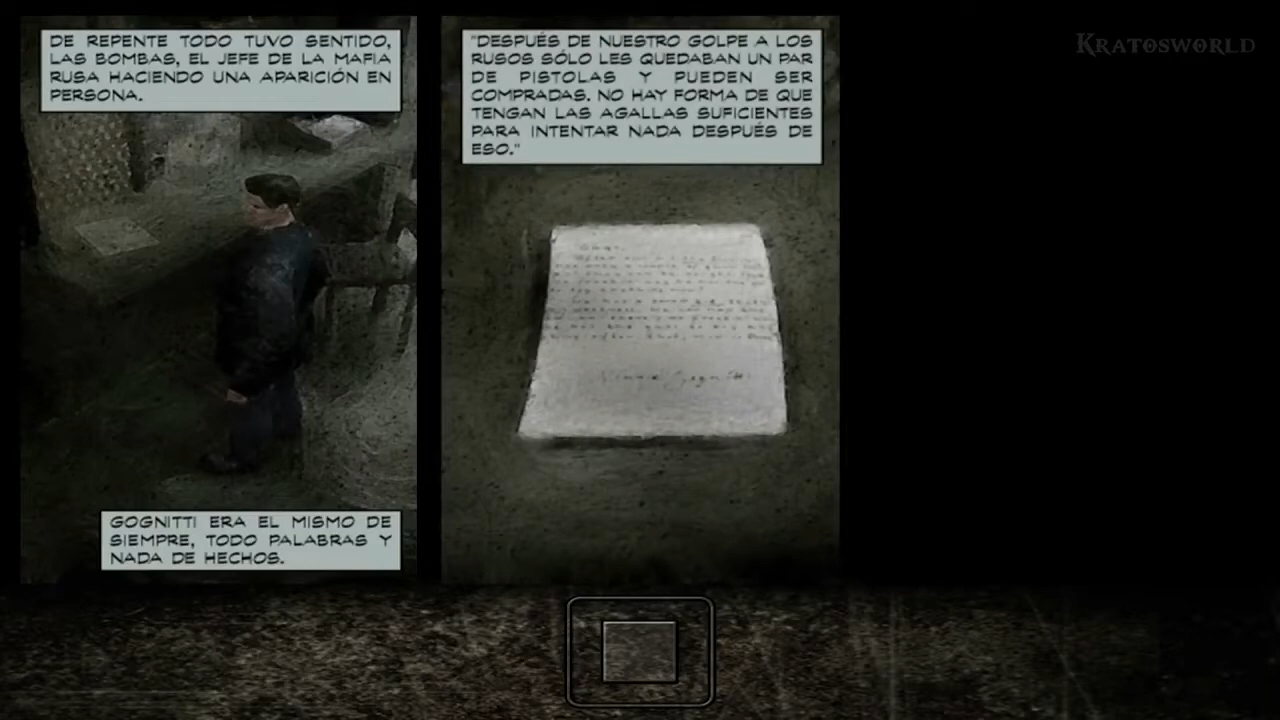 DE REPENTE TODO TUVO SENTIDO,
LAS BOMBAS, EL JEFE DE LA MAFIA
RUSA HACIENDO UNA APARICIÓN EN
PERSONA.
GOGNITTI ERA EL MISMO DE
SIEMPRE, TODO PALABRAS Y
NADA DE HECHOS.
"DESPUÉS DE NUESTRO GOLPE A LOS
RUSOS SÓLO LES QUEDABAN UN PAR
DE PISTOLAS Y PUEDEN SER
COMPRADAS. NO HAY FORMA DE QUE
TENGAN LAS AGALLAS SUFICIENTES
PARA INTENTAR NADA DESPUÉS DE
ESO."
KRATOSWORLD